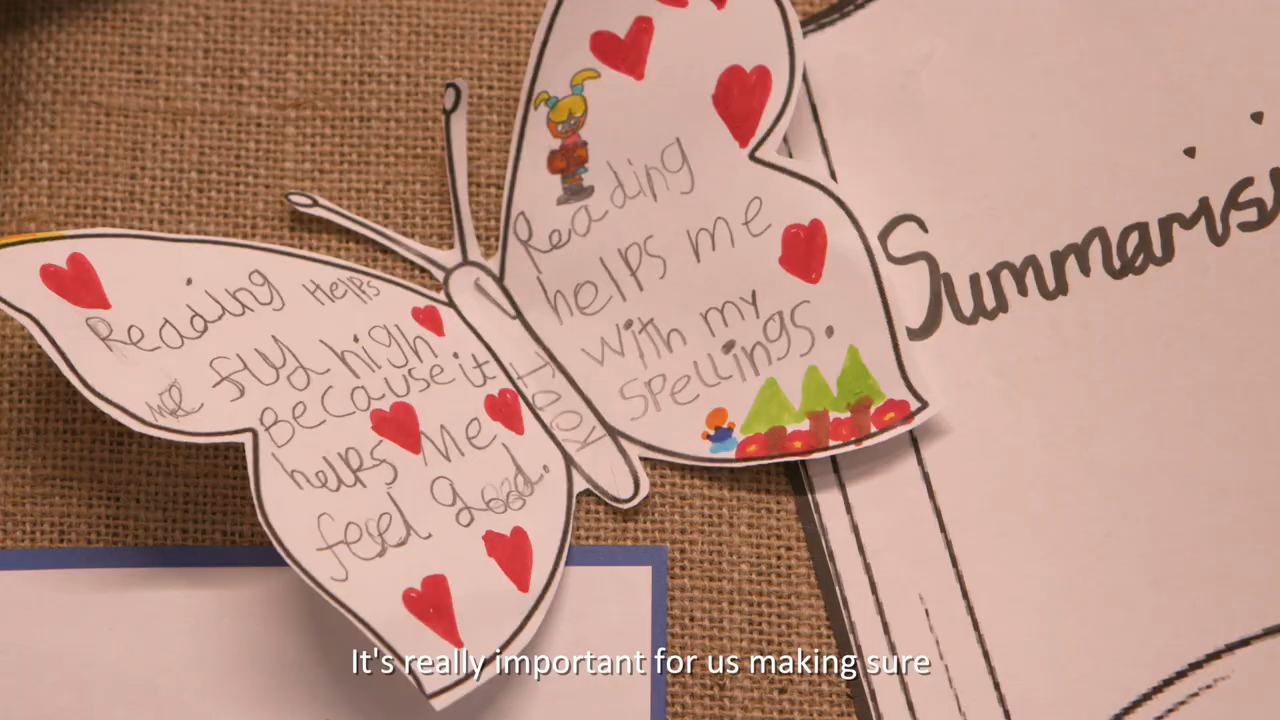 Reading Helps
me fly high
Because it
helps Me
feel good.
Reading
helps me
with my
spellings.
It's really important for us making sure